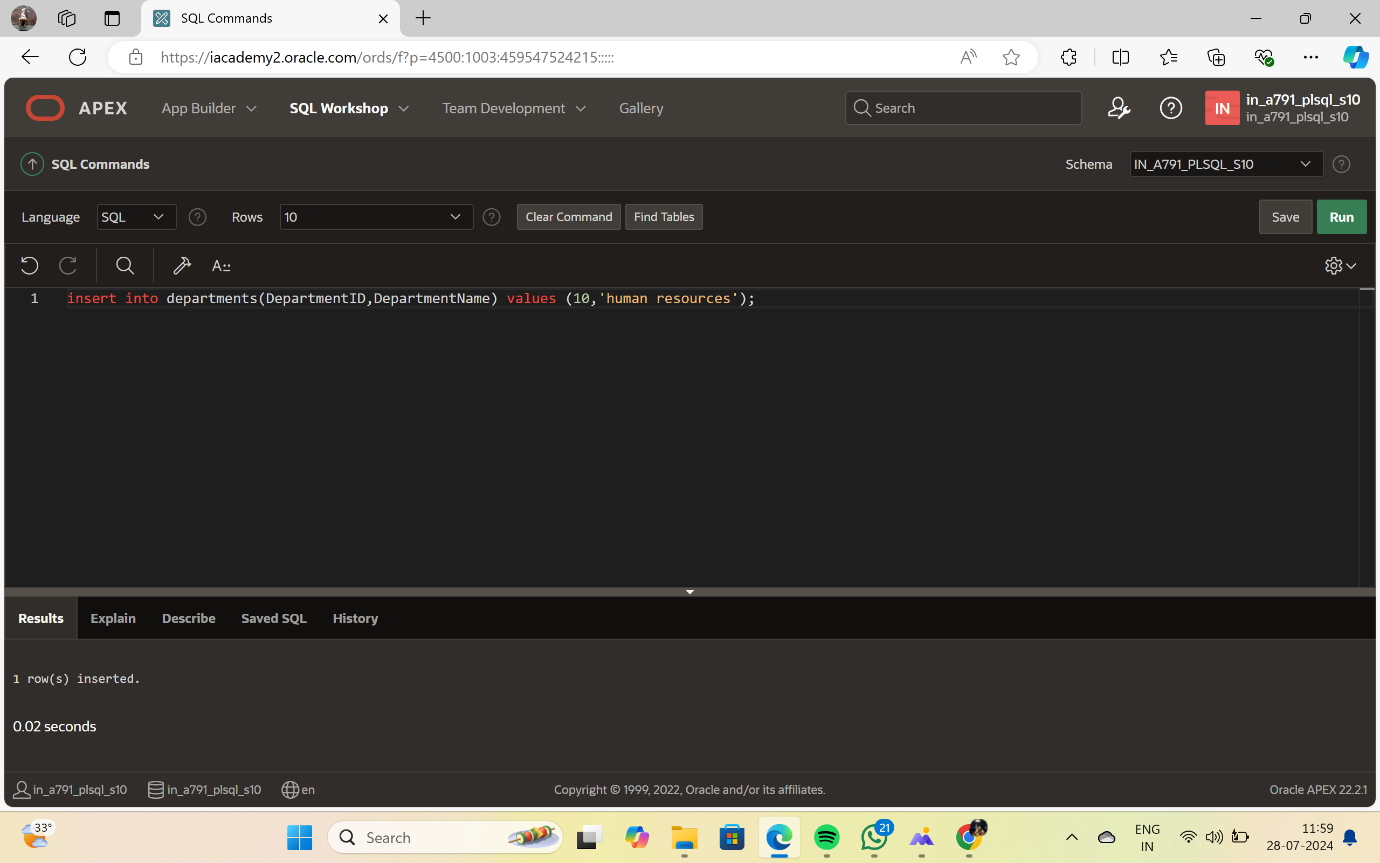 SQL Commands
https://iacademy2.oracle.com/ords/f?p=4500:1003:459547524215:::::
APEX App Builder SQL Workshop Team Development Gallery Search IN in_a791_plsql_s10
in_a791_plsql_s10
SQL Commands Schema IN_A791_PLSQL_S10
Language SQL Rows 10 Clear Command Find Tables Save Run
1 insert into departments(DepartmentID,DepartmentName) values (10,'human resources');
Results Explain Describe Saved SQL History
1 row(s) inserted.
0.02 seconds
in_a791_plsql_s10 in_a791_plsql_s10 en Copyright © 1999, 2022, Oracle and/or its affiliates. Oracle APEX 22.2.1
33° Search 21 ENG 11:59
IN 28-07-2024